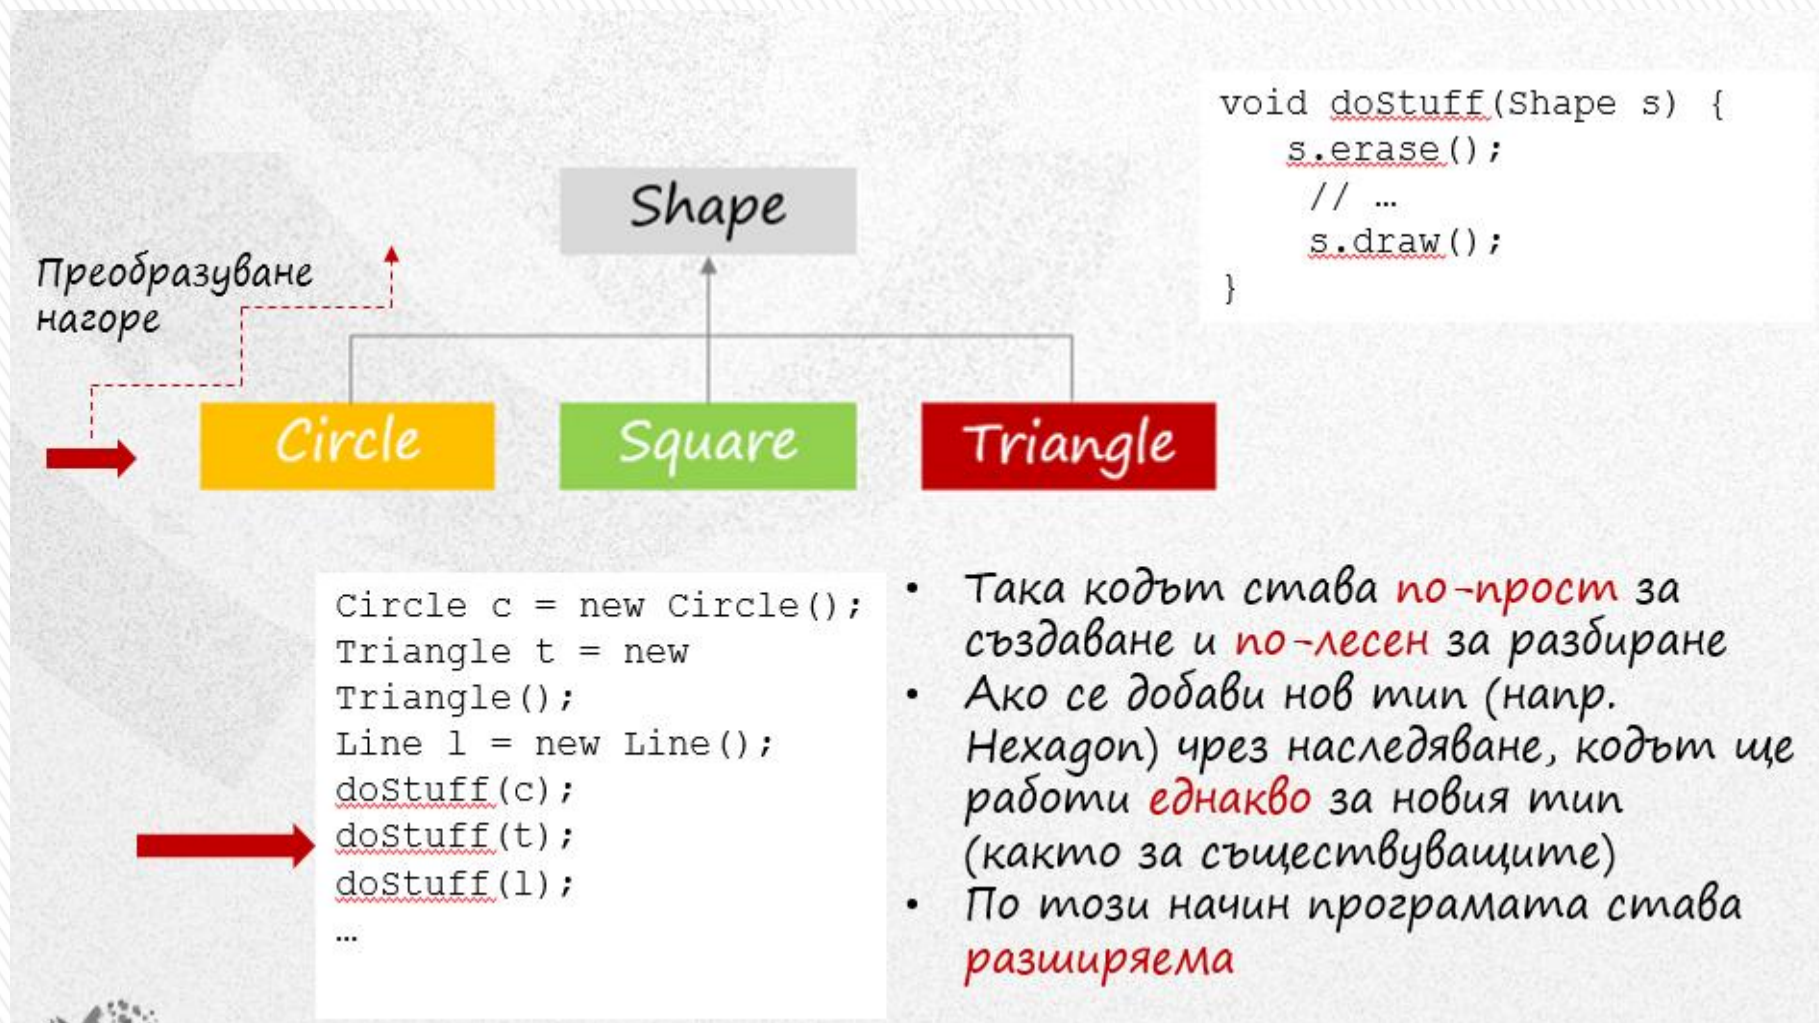 void doStuff(Shape s) {
s.erase();
// …
s.draw();
}
Shape
Преобразуване
нагоре
Circle
Square
Triangle
Circle c = new Circle();
Triangle t = new
Triangle();
Line l = new Line();
doStuff(c);
doStuff(t);
doStuff(l);
…
• Така кодът става по-прост за
създаване и по-лесен за разбиране
• Ако се добави нов тип (напр.
Hexagon) чрез наследяване, кодът ще
работи еднакво за новия тип
(както за съществуващите)
• По този начин програмата става
разширяема